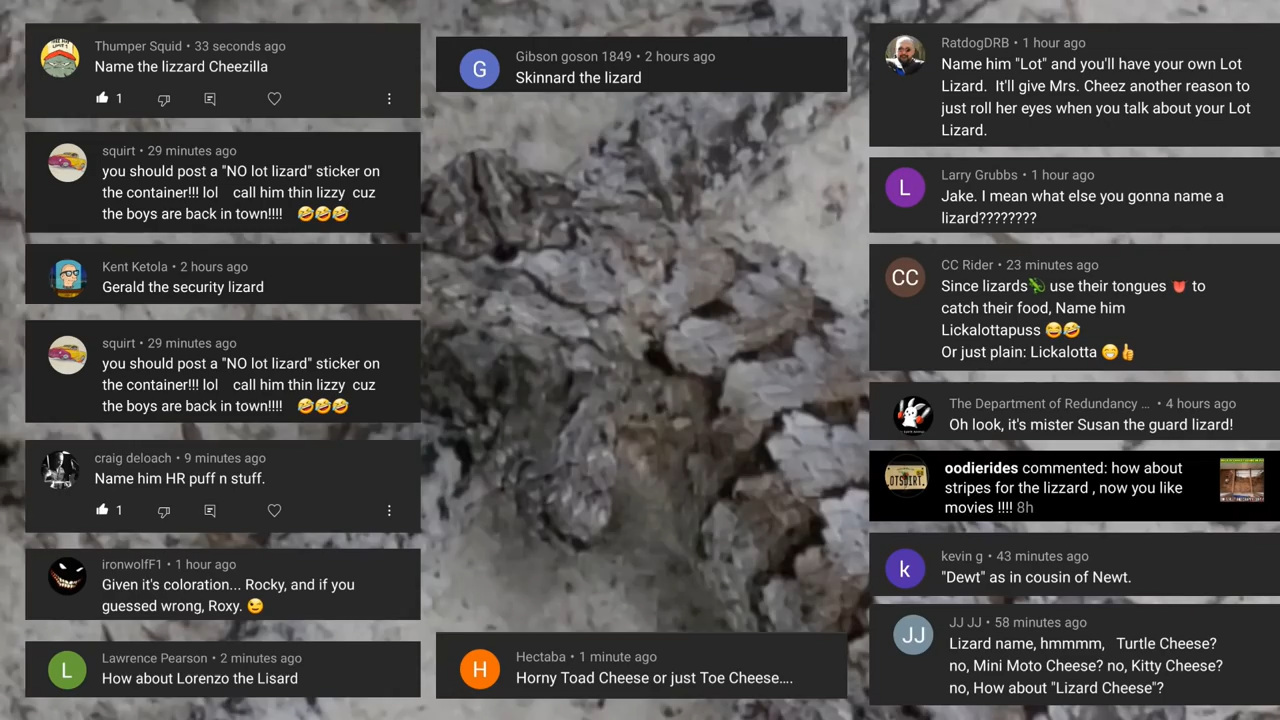 Thumper Squid • 33 seconds ago
Name the lizzard Cheezilla
1
squirt • 29 minutes ago
you should post a "NO lot lizard" sticker on
the container!!! lol call him thin lizzy cuz
the boys are back in town!!!! 🤣🤣🤣
Kent Ketola • 2 hours ago
Gerald the security lizard
squirt • 29 minutes ago
you should post a "NO lot lizard" sticker on
the container!!! lol call him thin lizzy cuz
the boys are back in town!!!! 🤣🤣🤣
craig deloach • 9 minutes ago
Name him HR puff n stuff.
1
ironwolfF1 • 1 hour ago
Given it's coloration... Rocky, and if you
guessed wrong, Roxy. 😉
L
Lawrence Pearson • 2 minutes ago
How about Lorenzo the Lisard
G
Gibson goson 1849 • 2 hours ago
Skinnard the lizard
H
Hectaba • 1 minute ago
Horny Toad Cheese or just Toe Cheese....
RatdogDRB • 1 hour ago
Name him "Lot" and you'll have your own Lot
Lizard. It'll give Mrs. Cheez another reason to
just roll her eyes when you talk about your Lot
Lizard.
L
Larry Grubbs • 1 hour ago
Jake. I mean what else you gonna name a
lizard????????
CC
CC Rider • 23 minutes ago
Since lizards🦎 use their tongues 👅 to
catch their food, Name him
Lickalottapuss 😂🤣
Or just plain: Lickalotta 😁👍
The Department of Redundancy ... • 4 hours ago
Oh look, it's mister Susan the guard lizard!
OTSDIRT
oodierides commented: how about
stripes for the lizzard , now you like
movies !!!! 8h
k
kevin g • 43 minutes ago
"Dewt" as in cousin of Newt.
JJ
JJ JJ • 58 minutes ago
Lizard name, hmmmm, Turtle Cheese?
no, Mini Moto Cheese? no, Kitty Cheese?
no, How about "Lizard Cheese"?